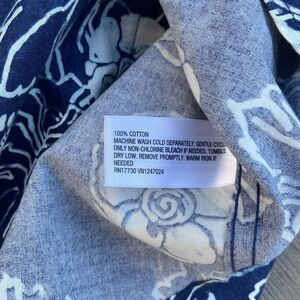 100% COTTON
MACHINE WASH COLD SEPARATELY. GENTLE CYCL
ONLY NON-CHLORINE BLEACH IF NEEDED. TUMBLE
DRY LOW. REMOVE PROMPTLY. WARM IRON IF
NEEDED
RN17730 VN1247024